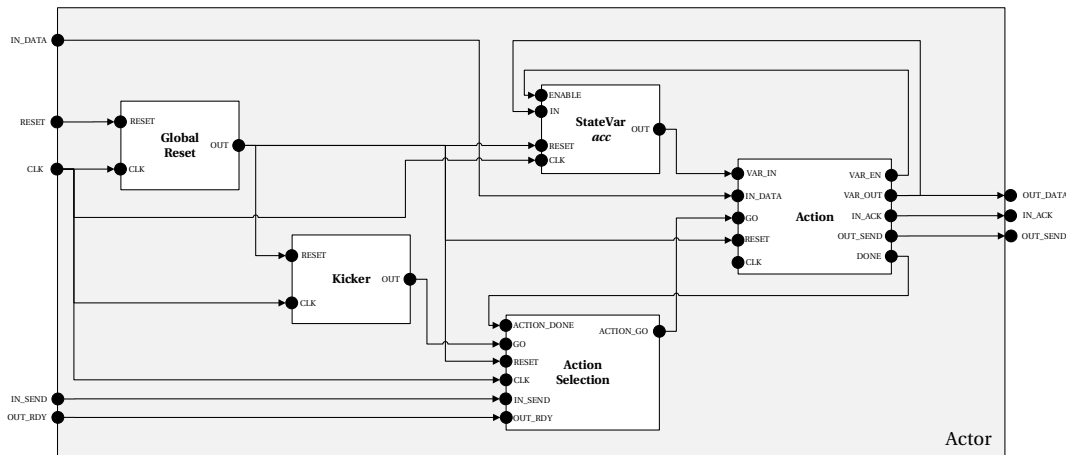 IN_DATA
RESET
CLK
IN_SEND
OUT_RDY
RESET
Global
Reset
OUT
CLK
RESET
Kicker
OUT
CLK
ENABLE
IN
StateVar
acc
OUT
RESET
CLK
VAR_IN
IN_DATA
GO
RESET
CLK
Action
VAR_EN
VAR_OUT
IN_ACK
OUT_SEND
DONE
ACTION_DONE
GO
RESET
CLK
IN_SEND
OUT_RDY
Action
Selection
ACTION_GO
OUT_DATA
IN_ACK
OUT_SEND
Actor